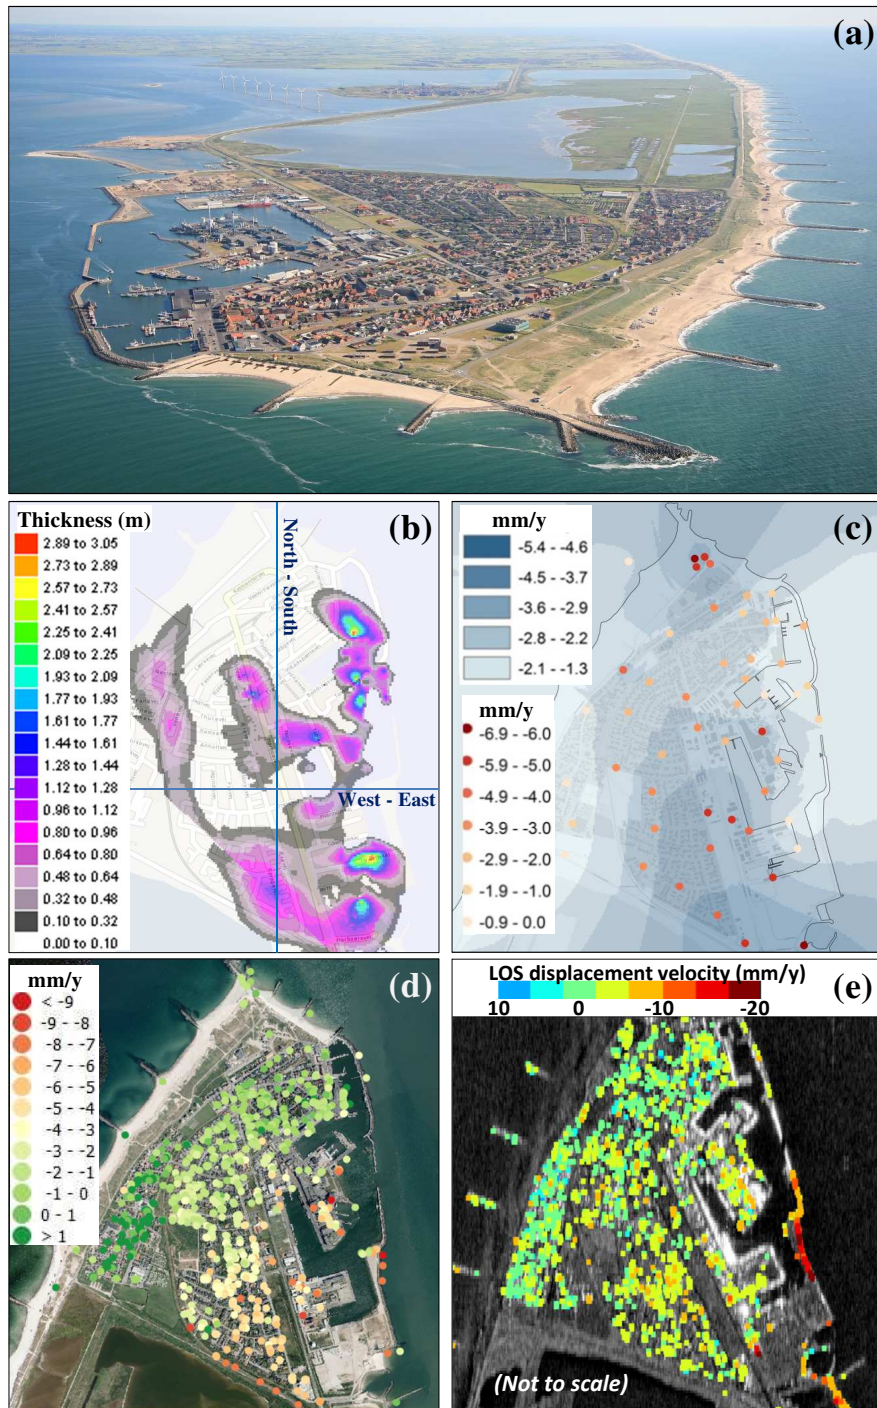 (a)
Thickness (m)
2.89 to 3.05
2.73 to 2.89
2.57 to 2.73
2.41 to 2.57
2.25 to 2.41
2.09 to 2.25
1.93 to 2.09
1.77 to 1.93
1.61 to 1.77
1.44 to 1.61
1.28 to 1.44
1.12 to 1.28
0.96 to 1.12
0.80 to 0.96
0.64 to 0.80
0.48 to 0.64
0.32 to 0.48
0.10 to 0.32
0.00 to 0.10
North - South
West - East
(b)
mm/y
-5.4 - -4.6
-4.5 - -3.7
-3.6 - -2.9
-2.8 - -2.2
-2.1 - -1.3
mm/y
-6.9 - -6.0
-5.9 - -5.0
-4.9 - -4.0
-3.9 - -3.0
-2.9 - -2.0
-1.9 - -1.0
-0.9 - 0.0
(c)
mm/y
< -9
-9 - -8
-8 - -7
-7 - -6
-6 - -5
-5 - -4
-4 - -3
-3 - -2
-2 - -1
-1 - 0
0 - 1
> 1
(d)
LOS displacement velocity (mm/y)
10 0 -10 -20
(e)
(Not to scale)